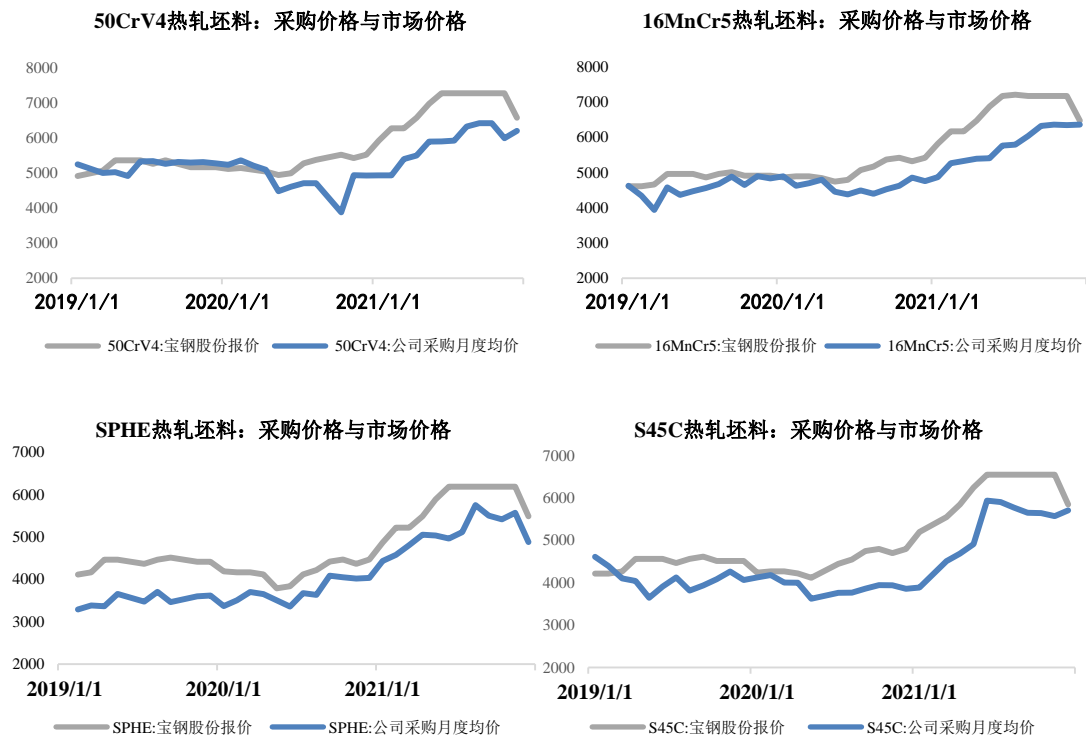 50CrV4热轧坯料：采购价格与市场价格
8000
7000
6000
5000
4000
3000
2000
2019/1/1 2020/1/1 2021/1/1
50CrV4:宝钢股份报价 50CrV4:公司采购月度均价
16MnCr5热轧坯料：采购价格与市场价格
8000
7000
6000
5000
4000
3000
2000
2019/1/1 2020/1/1 2021/1/1
16MnCr5:宝钢股份报价 16MnCr5:公司采购月度均价
SPHE热轧坯料：采购价格与市场价格
7000
6000
5000
4000
3000
2000
2019/1/1 2020/1/1 2021/1/1
SPHE:宝钢股份报价 SPHE:公司采购月度均价
S45C热轧坯料：采购价格与市场价格
7000
6000
5000
4000
3000
2000
2019/1/1 2020/1/1 2021/1/1
S45C:宝钢股份报价 S45C:公司采购月度均价